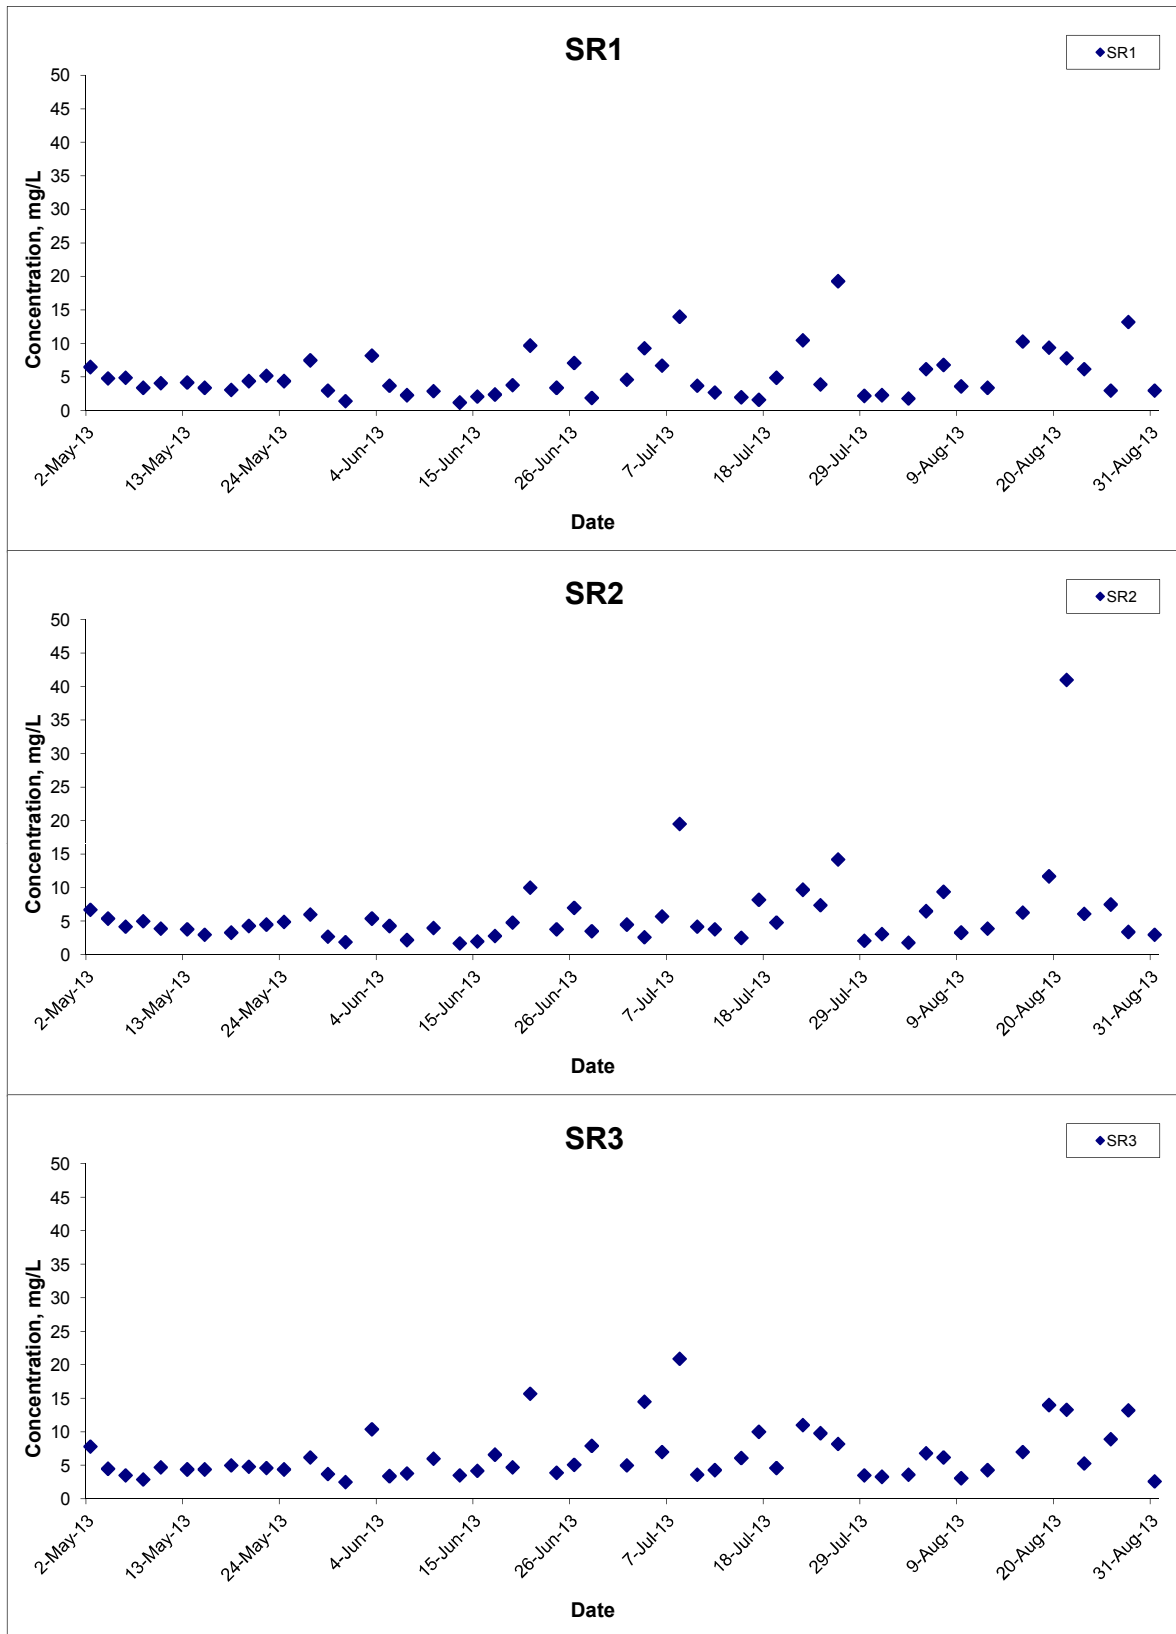 SR1
SR1
50
45
40
35
30
25
20
15
10
5
0
Concentration, mg/L
2-May-13
13-May-13
24-May-13
4-Jun-13
15-Jun-13
26-Jun-13
7-Jul-13
18-Jul-13
29-Jul-13
9-Aug-13
20-Aug-13
31-Aug-13
Date
SR2
SR2
50
45
40
35
30
25
20
15
10
5
0
Concentration, mg/L
2-May-13
13-May-13
24-May-13
4-Jun-13
15-Jun-13
26-Jun-13
7-Jul-13
18-Jul-13
29-Jul-13
9-Aug-13
20-Aug-13
31-Aug-13
Date
SR3
SR3
50
45
40
35
30
25
20
15
10
5
0
Concentration, mg/L
2-May-13
13-May-13
24-May-13
4-Jun-13
15-Jun-13
26-Jun-13
7-Jul-13
18-Jul-13
29-Jul-13
9-Aug-13
20-Aug-13
31-Aug-13
Date